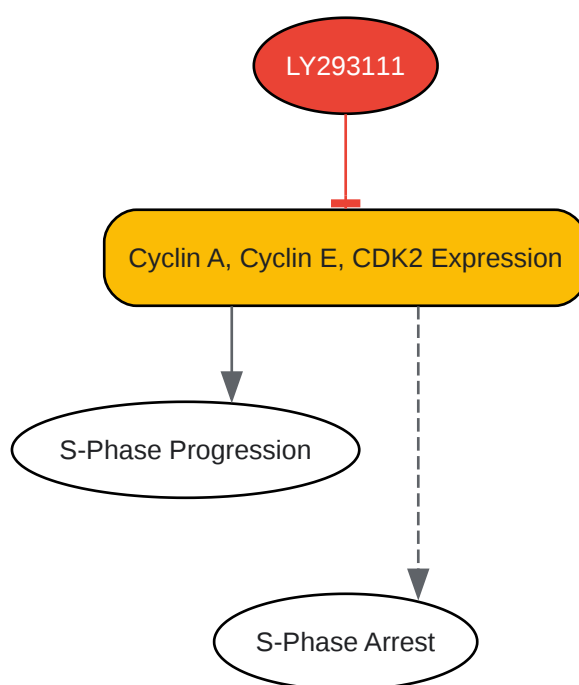 LY293111
Cyclin A, Cyclin E, CDK2 Expression
S-Phase Progression
S-Phase Arrest